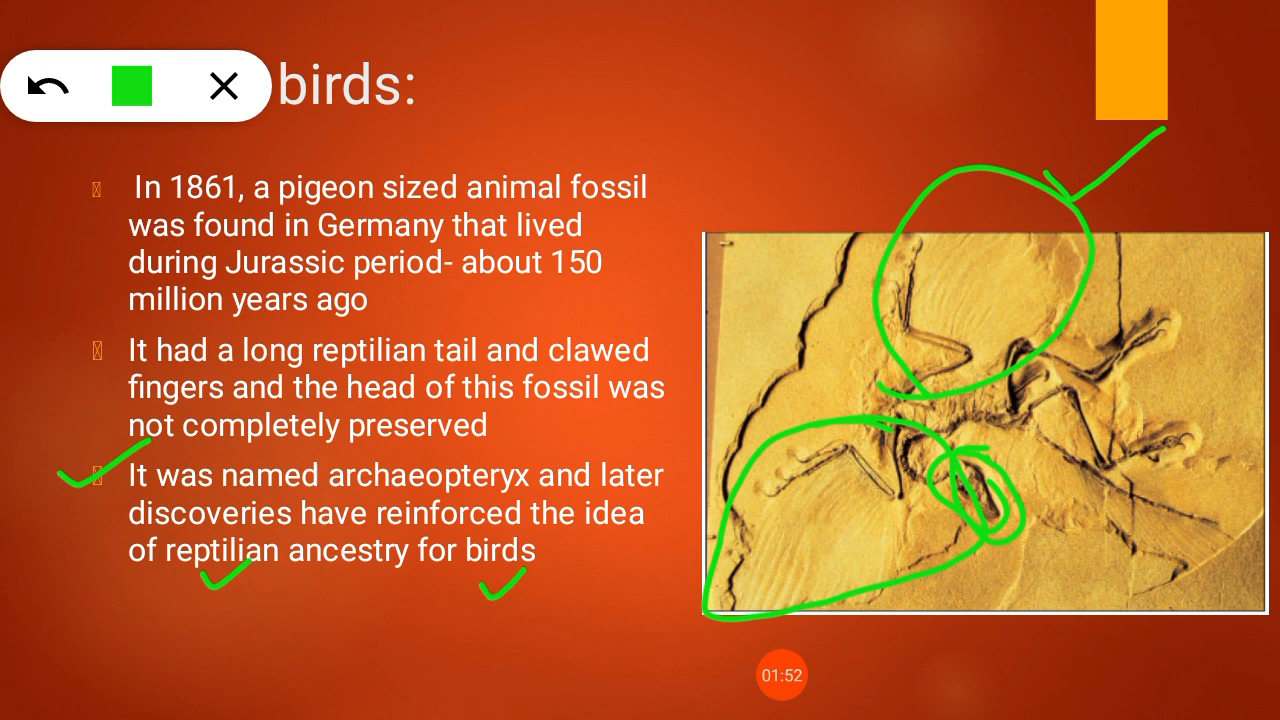 birds:
In 1861, a pigeon sized animal fossil
was found in Germany that lived
during Jurassic period- about 150
million years ago
It had a long reptilian tail and clawed
fingers and the head of this fossil was
not completely preserved
It was named archaeopteryx and later
discoveries have reinforced the idea
of reptilian ancestry for birds
01:52